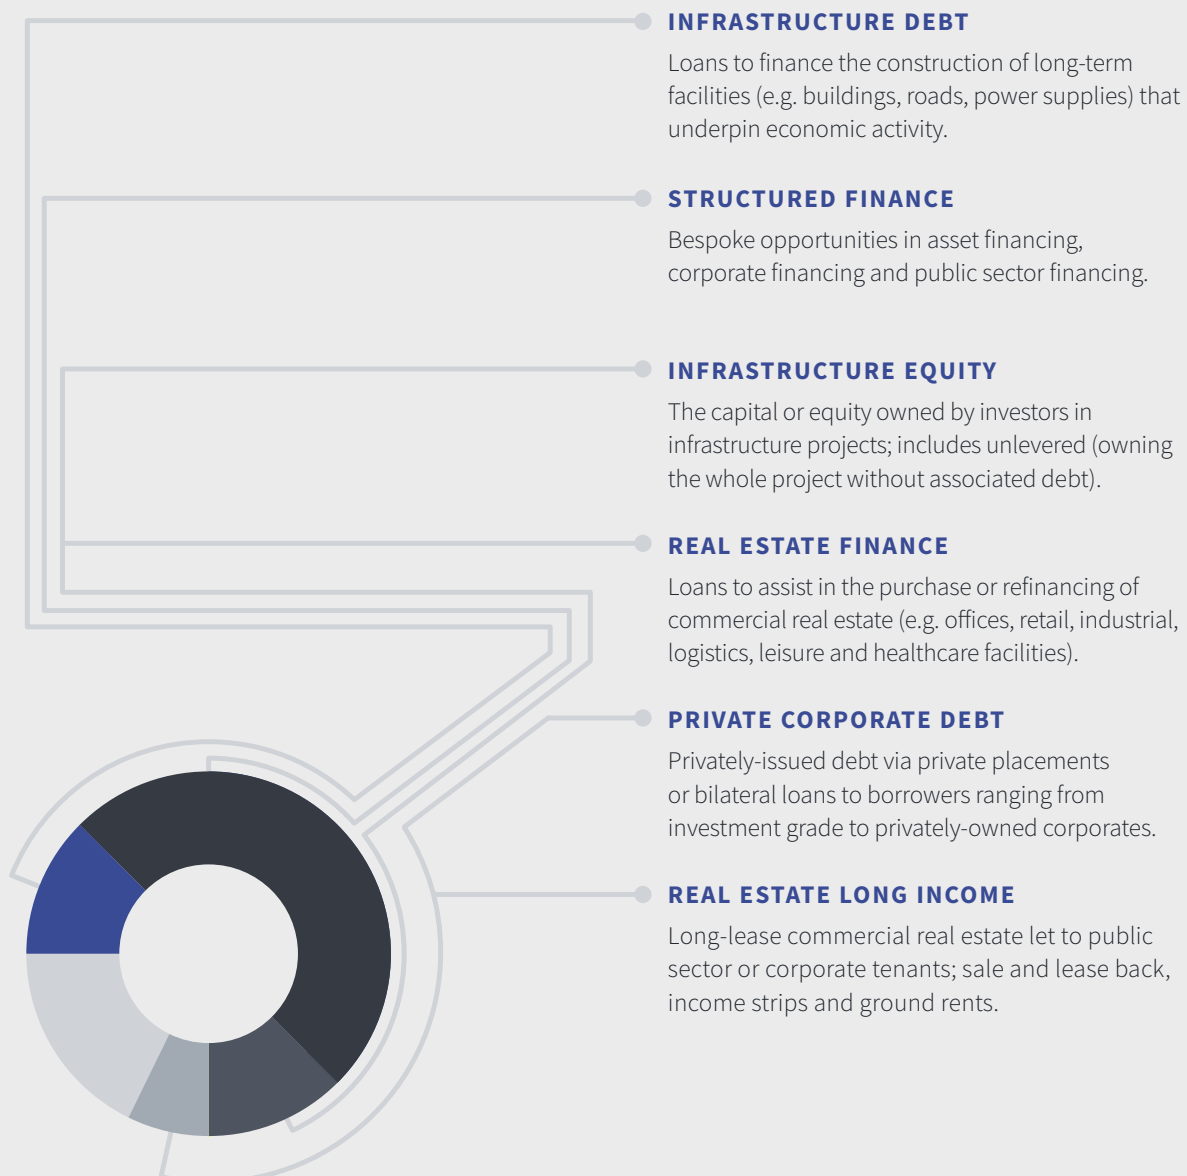 INFRASTRUCTURE DEBT
Loans to finance the construction of long-term
facilities (e.g. buildings, roads, power supplies) that
underpin economic activity.
STRUCTURED FINANCE
Bespoke opportunities in asset financing,
corporate financing and public sector financing.
INFRASTRUCTURE EQUITY
The capital or equity owned by investors in
infrastructure projects; includes unlevered (owning
the whole project without associated debt).
REAL ESTATE FINANCE
Loans to assist in the purchase or refinancing of
commercial real estate (e.g. offices, retail, industrial,
logistics, leisure and healthcare facilities).
PRIVATE CORPORATE DEBT
Privately-issued debt via private placements
or bilateral loans to borrowers ranging from
investment grade to privately-owned corporates.
REAL ESTATE LONG INCOME
Long-lease commercial real estate let to public
sector or corporate tenants; sale and lease back,
income strips and ground rents.